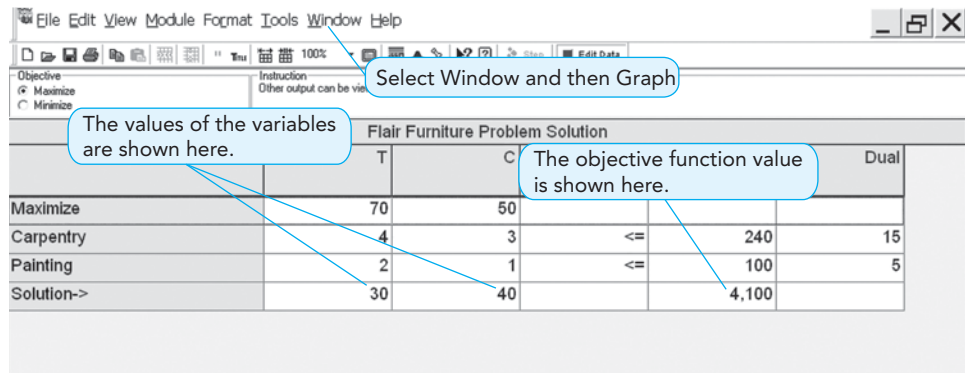 File Edit View Module Format Tools Window Help
100% Step Edit Data
Objective
Maximize
Minimize
Instruction
Other output can be vie
Select Window and then Graph
The values of the variables
are shown here.
Flair Furniture Problem Solution
T C Dual
The objective function value
is shown here.
Maximize 70 50
Carpentry 4 3 <= 240 15
Painting 2 1 <= 100 5
Solution-> 30 40 4,100